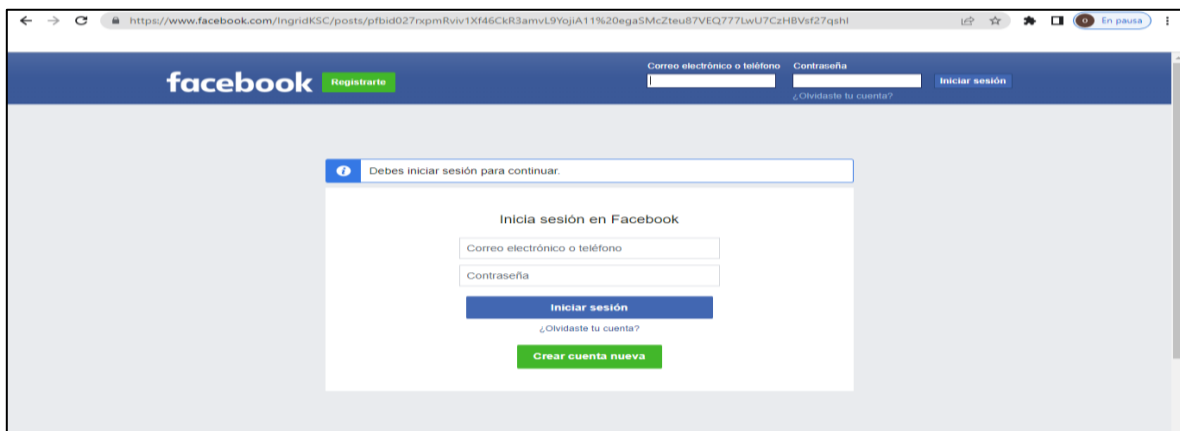 https://www.facebook.com/IngridKSC/posts/pfbid027rxpmRviv1Xf46CkR3amvL9YojiA11%20egaSMcZteu87VEQ777LwU7CzHBVsf27qshl
En pausa
Correo electrónico o teléfono Contraseña
facebook Registrarte Iniciar sesión
¿Olvidaste tu cuenta?
Debes iniciar sesión para continuar.
Inicia sesión en Facebook
Correo electrónico o teléfono
Contraseña
Iniciar sesión
¿Olvidaste tu cuenta?
Crear cuenta nueva